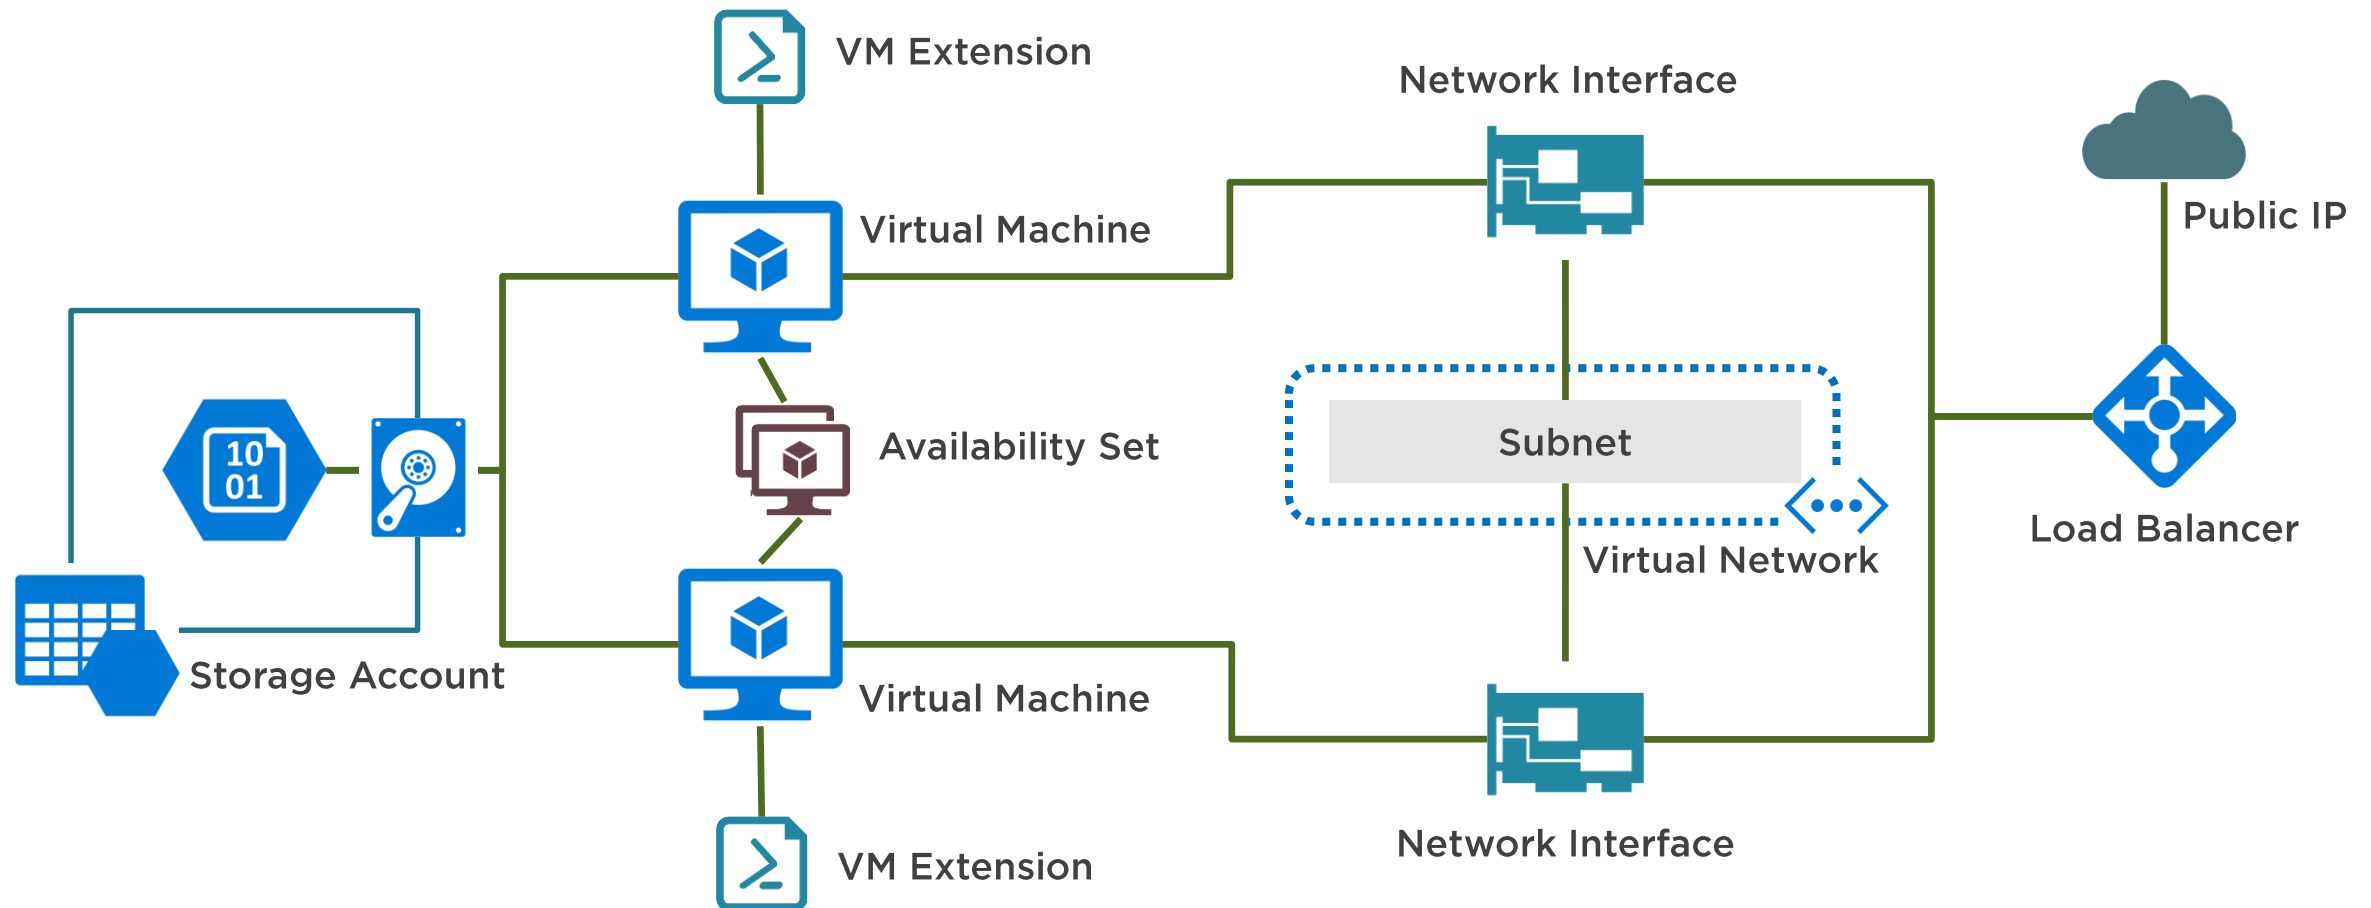 VM Extension
Network Interface
Public IP
Virtual Machine
Availability Set
Subnet
10
01
Load Balancer
Virtual Network
Storage Account
Virtual Machine
Network Interface
VM Extension